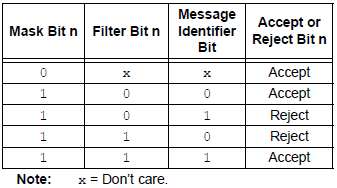 Mask Bit n Filter Bit n Message Identifier Bit Accept or Reject Bit n
0 x x Accept
1 0 0 Accept
1 0 1 Reject
1 1 0 Reject
1 1 1 Accept
Note: x = Don't care.